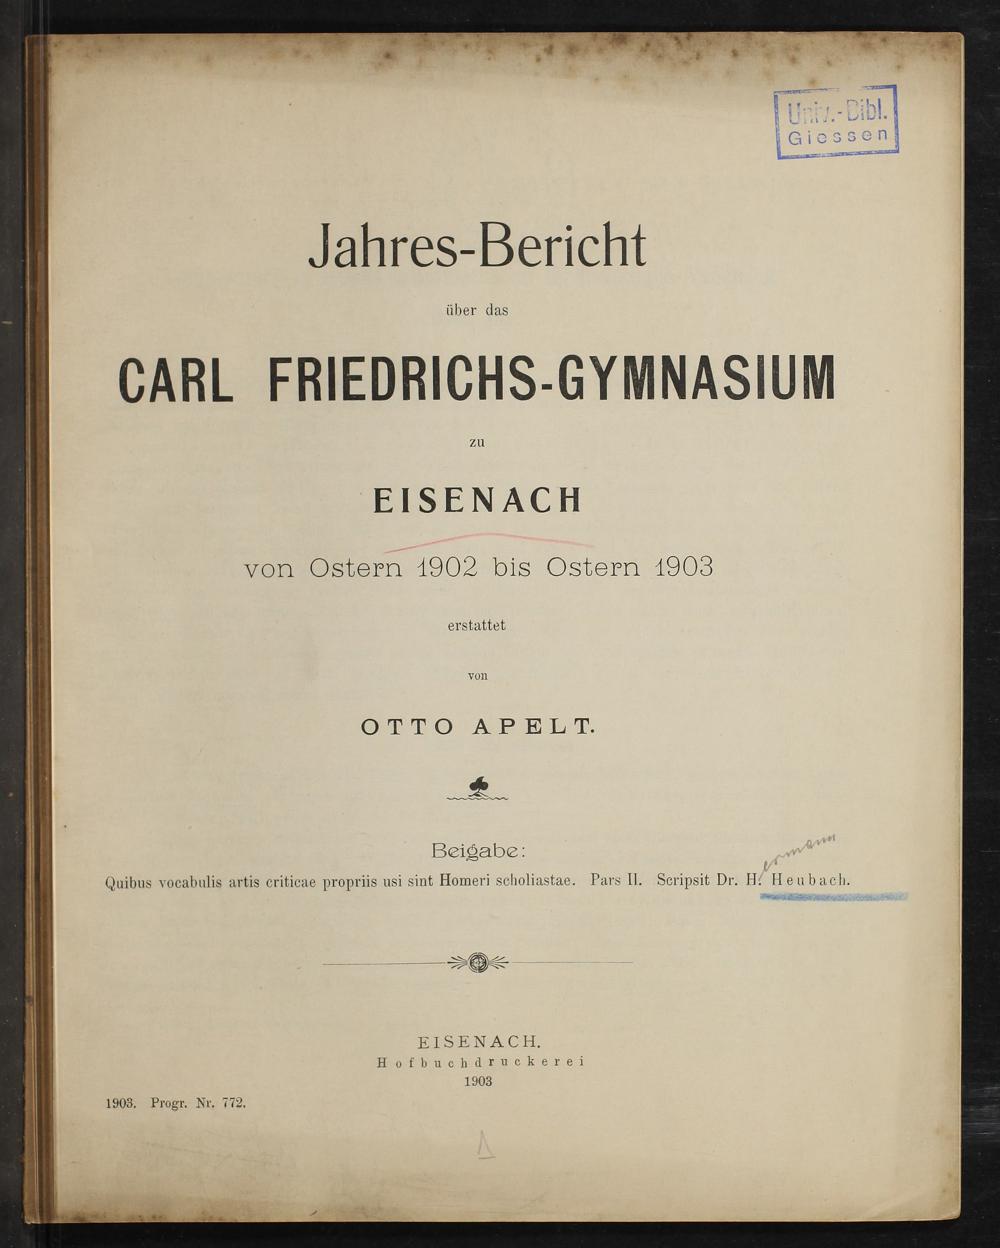 Univ.-Bibl.
Giessen
Jahres-Bericht
über das
CARL FRIEDRICHS-GYMNASIUM
zu
EISENACH
von Ostern 1902 bis Ostern 1903
erstattet
von
OTTO APELT.
Beigabe:
ermann
Quibus vocabulis artis criticae propriis usi sint Homeri scholiastae. Pars II. Scripsit Dr. H. Heubach.
EISENACH.
Hofbuchdruckerei
1903
1903. Progr. Nr. 772.